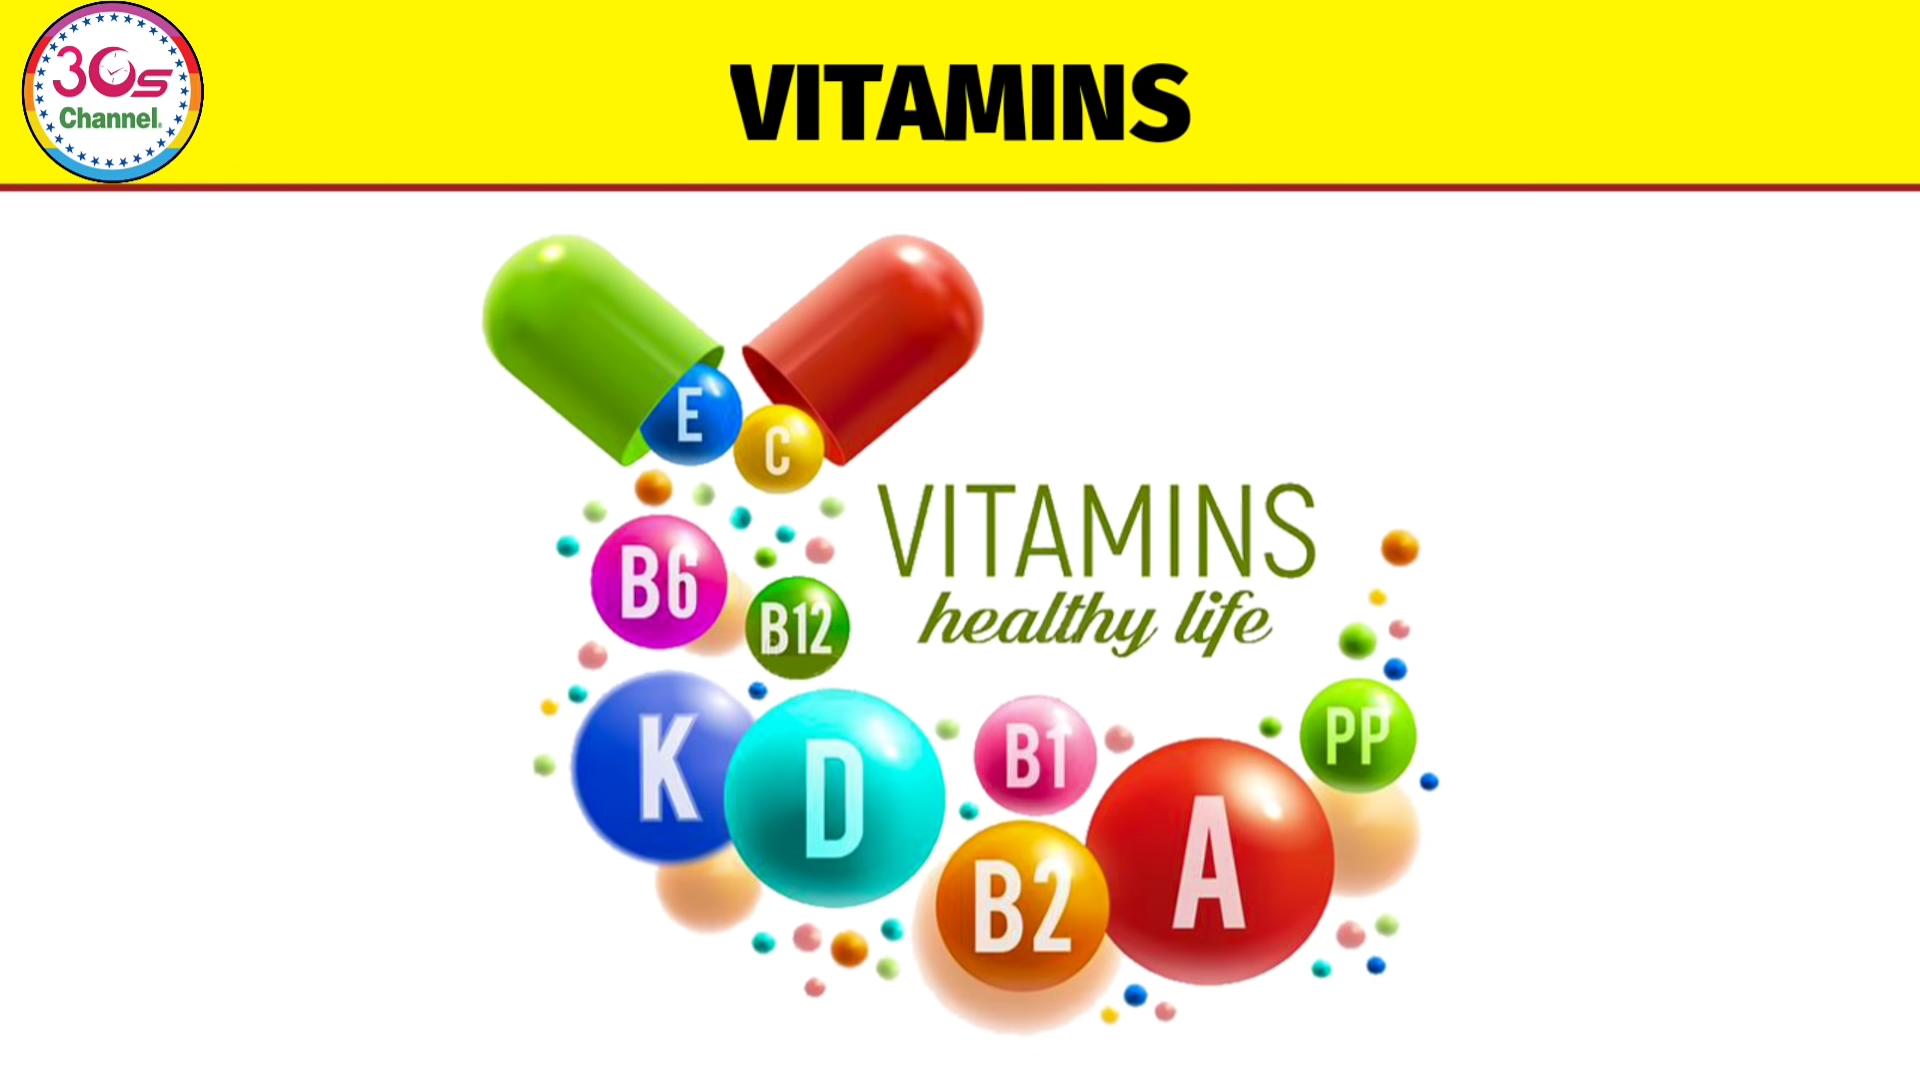 30s
Channel.
VITAMINS
E
C
VITAMINS
healthy life
B6
B12
K
D
B1
PP
B2
A